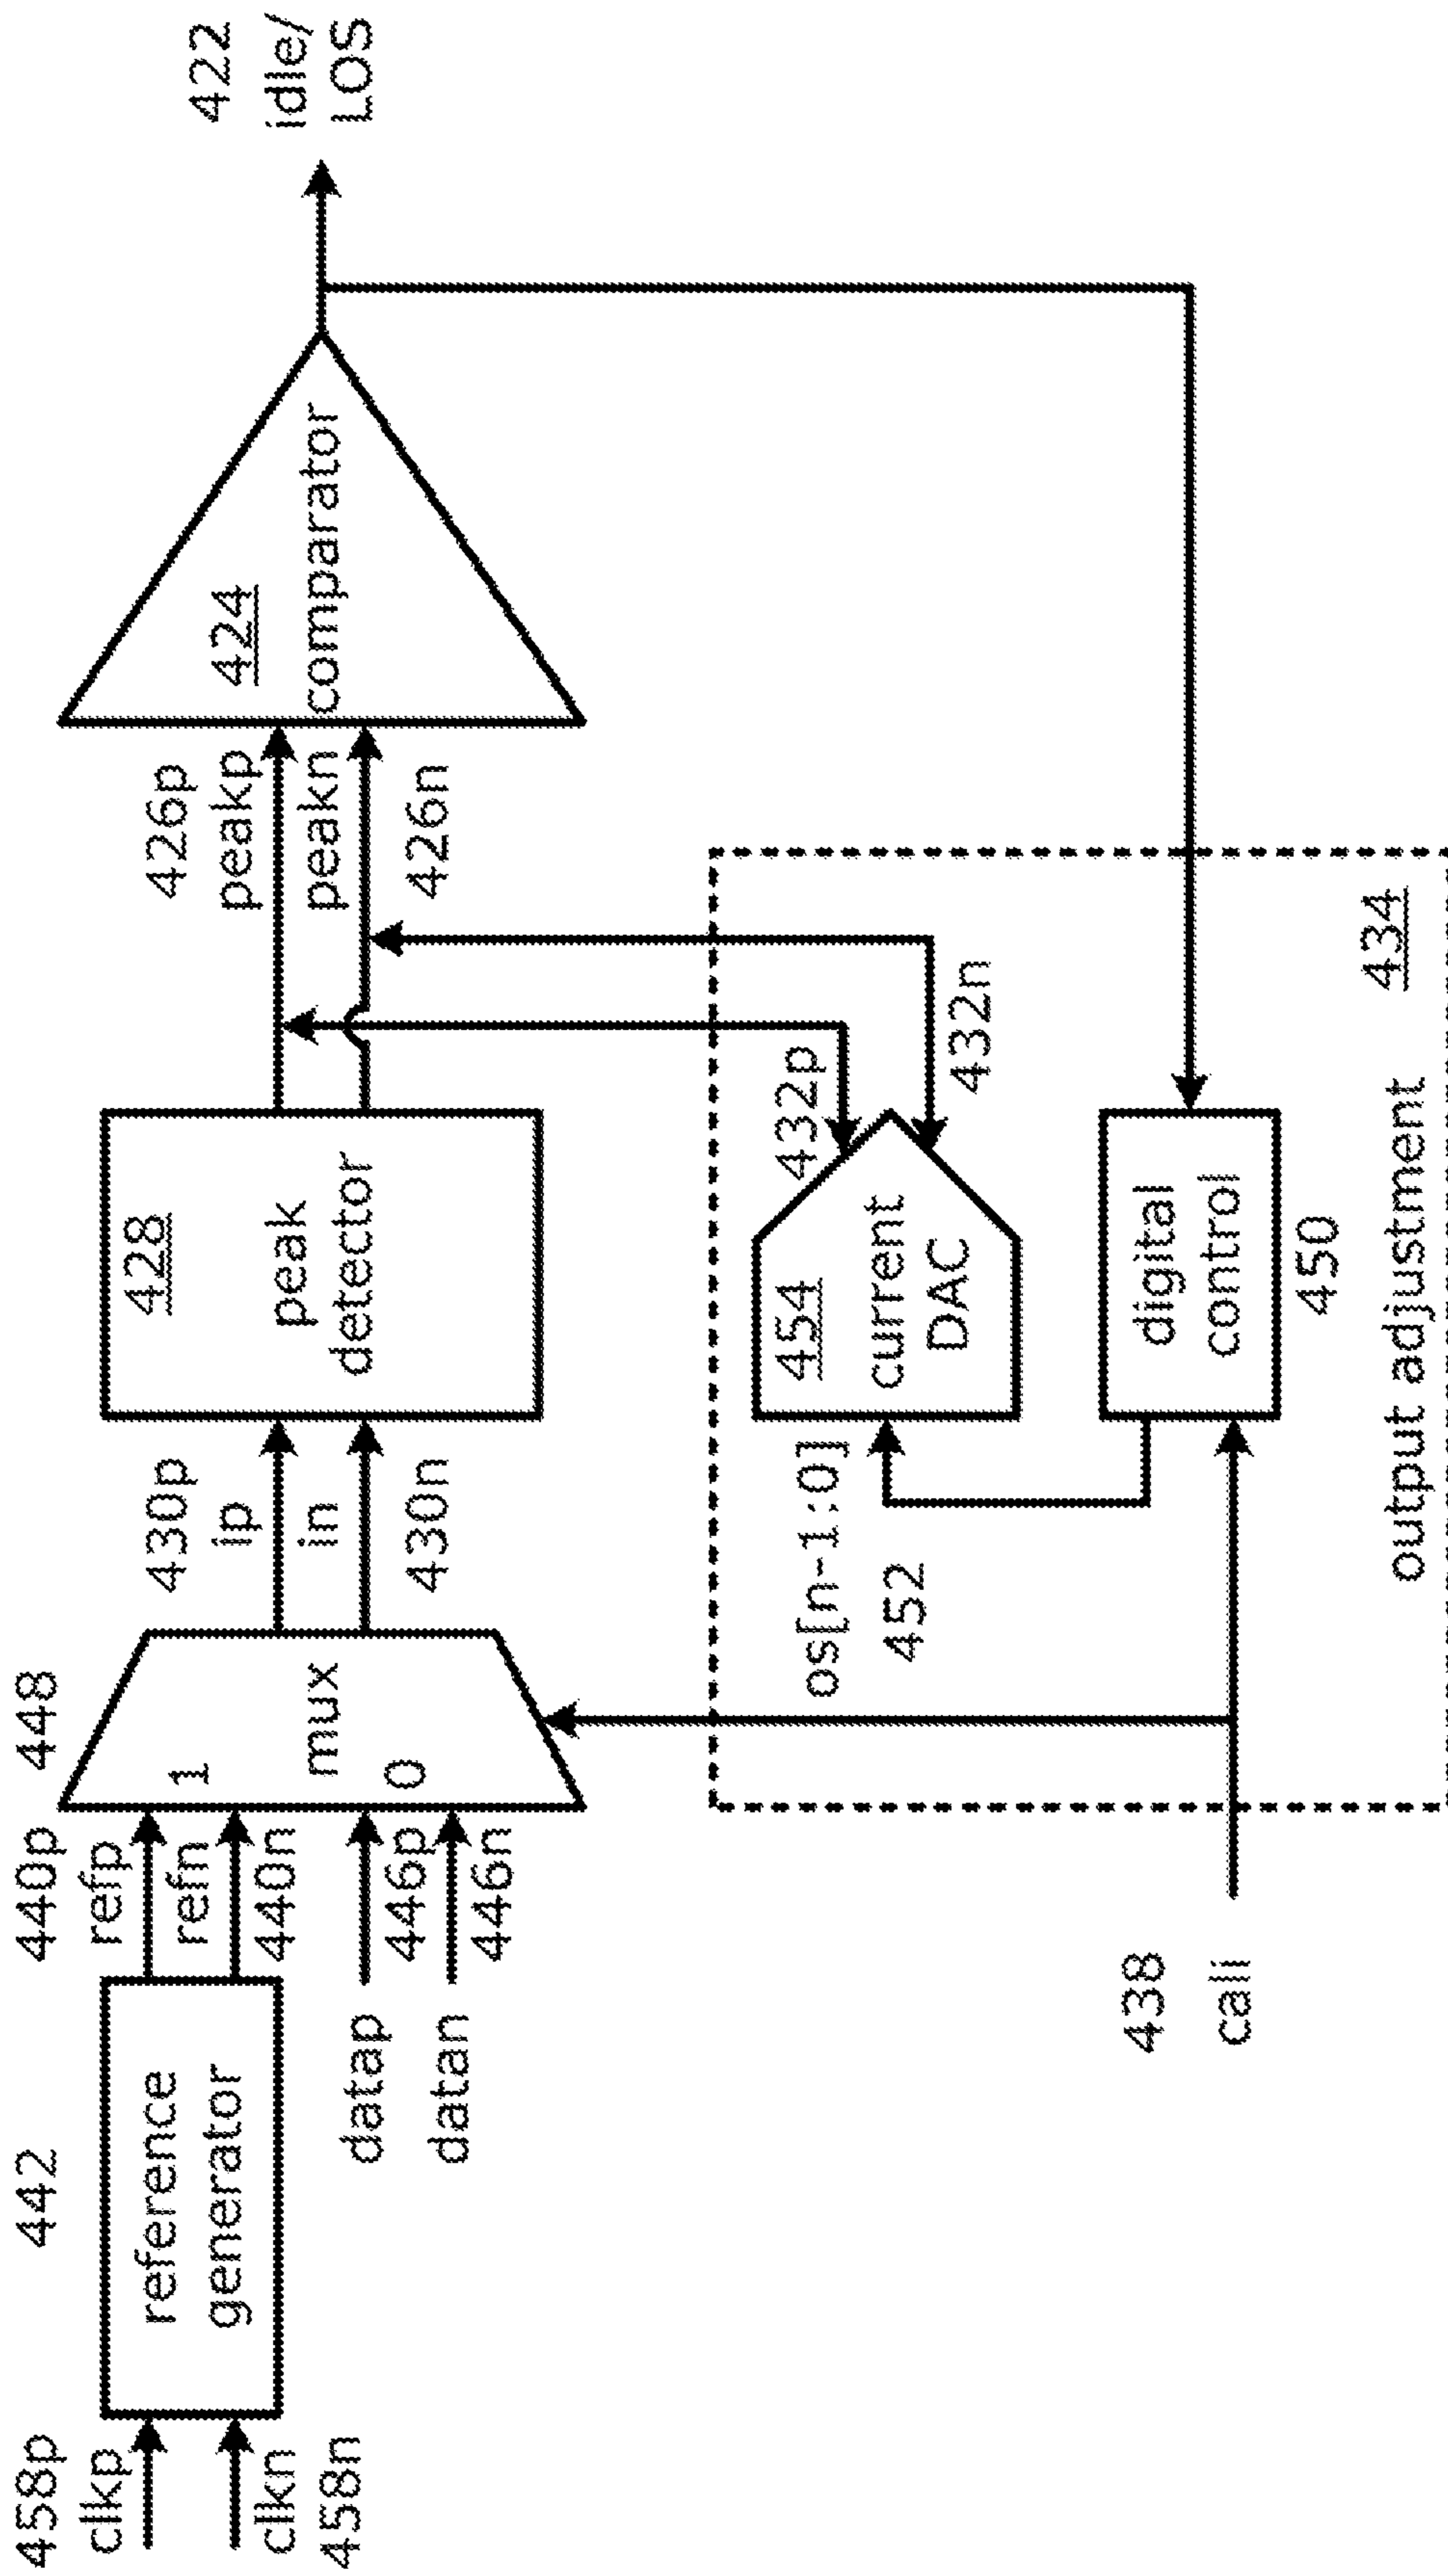 458p
clkp
clkn
458n
442
reference
generator
440p
refp
refn
440n
datap
446p
datan
446n
448
1
mux
0
430p
ip
in
430n
428
peak
detector
426p
peakp
peakn
426n
424
comparator
422
idle/
LOS
438
cali
os[n-1:0]
452
454
current
DAC
432p
432n
digital
control
450
output adjustment
434